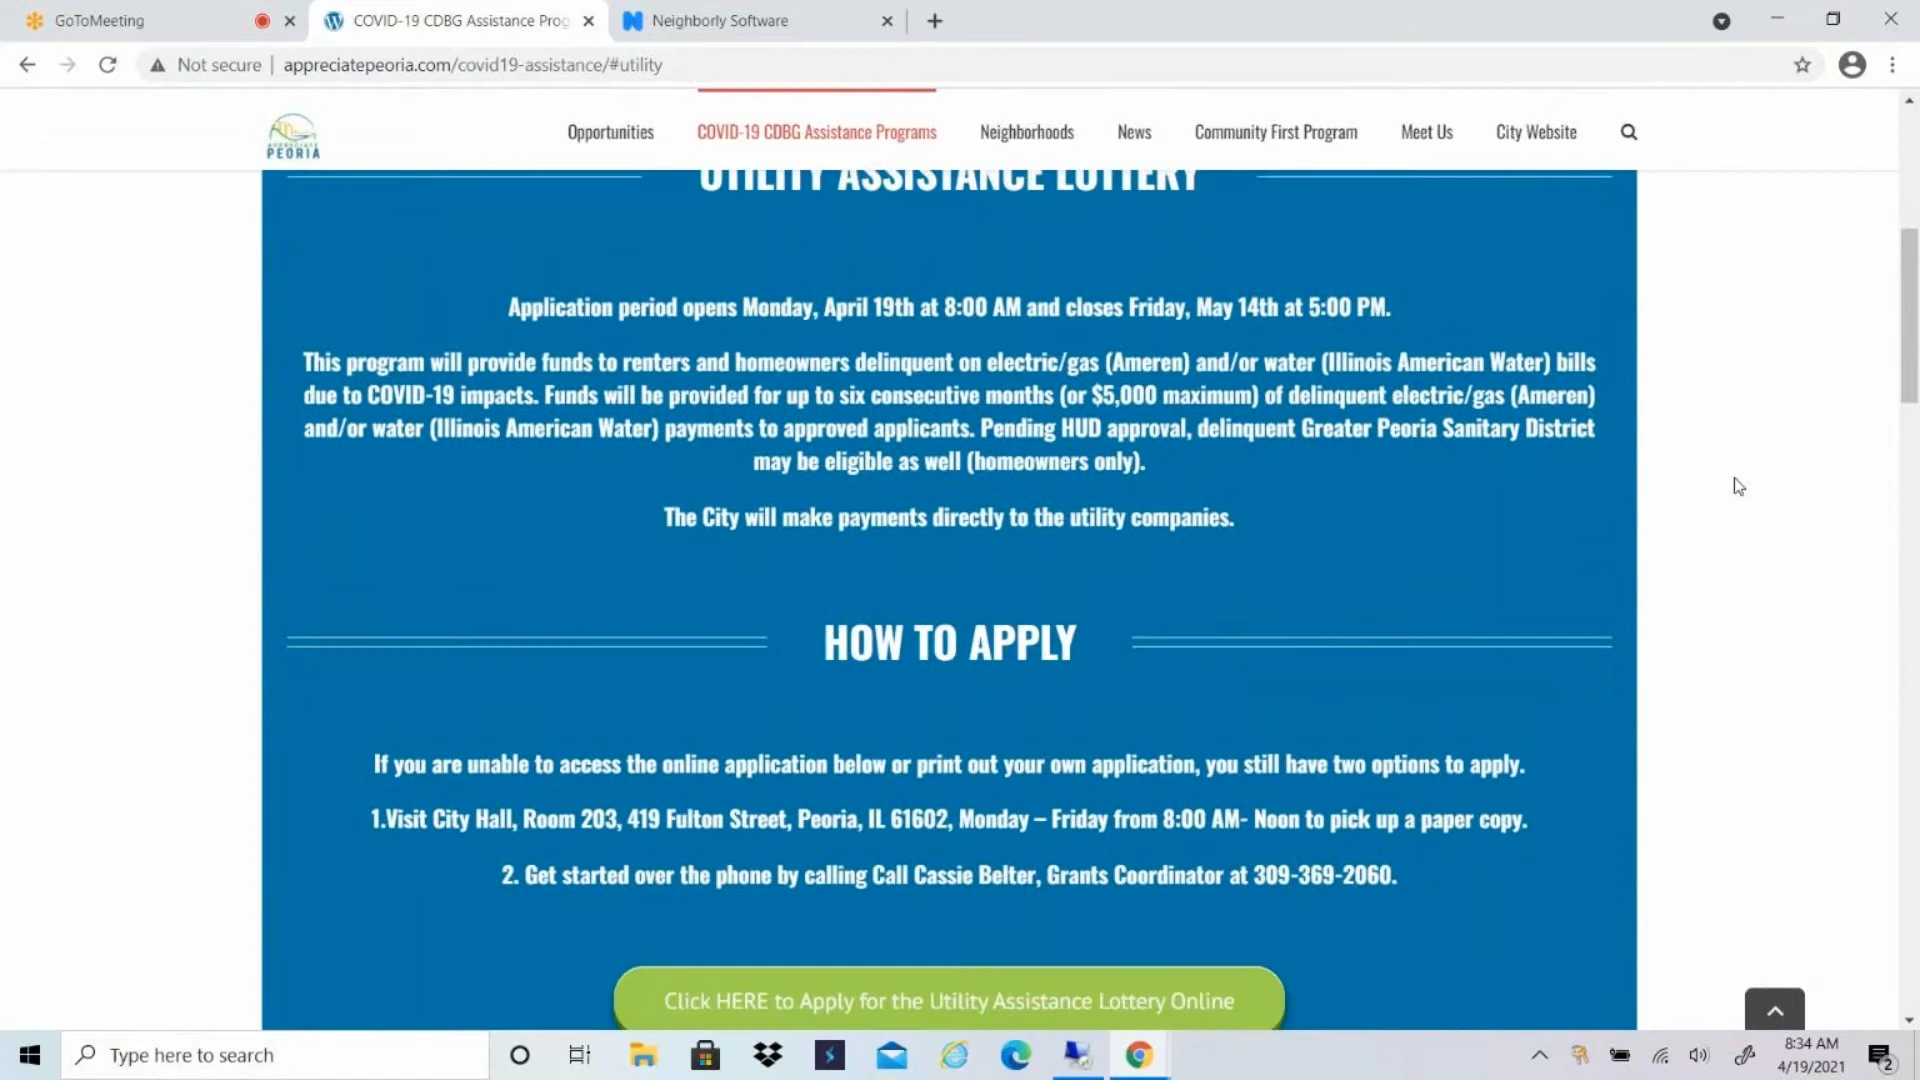 GoToMeeting
COVID-19 CDBG Assistance Prog
Neighborly Software
Not secure | appreciatepeoria.com/covid19-assistance/#utility
APPRECIATE
PEORIA
Opportunities
COVID-19 CDBG Assistance Programs
Neighborhoods
News
Community First Program
Meet Us
City Website
UTILITY ASSISTANCE LOTTERY
Application period opens Monday, April 19th at 8:00 AM and closes Friday, May 14th at 5:00 PM.
This program will provide funds to renters and homeowners delinquent on electric/gas (Ameren) and/or water (Illinois American Water) bills
due to COVID-19 impacts. Funds will be provided for up to six consecutive months (or $5,000 maximum) of delinquent electric/gas (Ameren)
and/or water (Illinois American Water) payments to approved applicants. Pending HUD approval, delinquent Greater Peoria Sanitary District
may be eligible as well (homeowners only).
The City will make payments directly to the utility companies.
HOW TO APPLY
If you are unable to access the online application below or print out your own application, you still have two options to apply.
1.Visit City Hall, Room 203, 419 Fulton Street, Peoria, IL 61602, Monday – Friday from 8:00 AM- Noon to pick up a paper copy.
2. Get started over the phone by calling Call Cassie Belter, Grants Coordinator at 309-369-2060.
Click HERE to Apply for the Utility Assistance Lottery Online
Type here to search
8:34 AM
4/19/2021
2